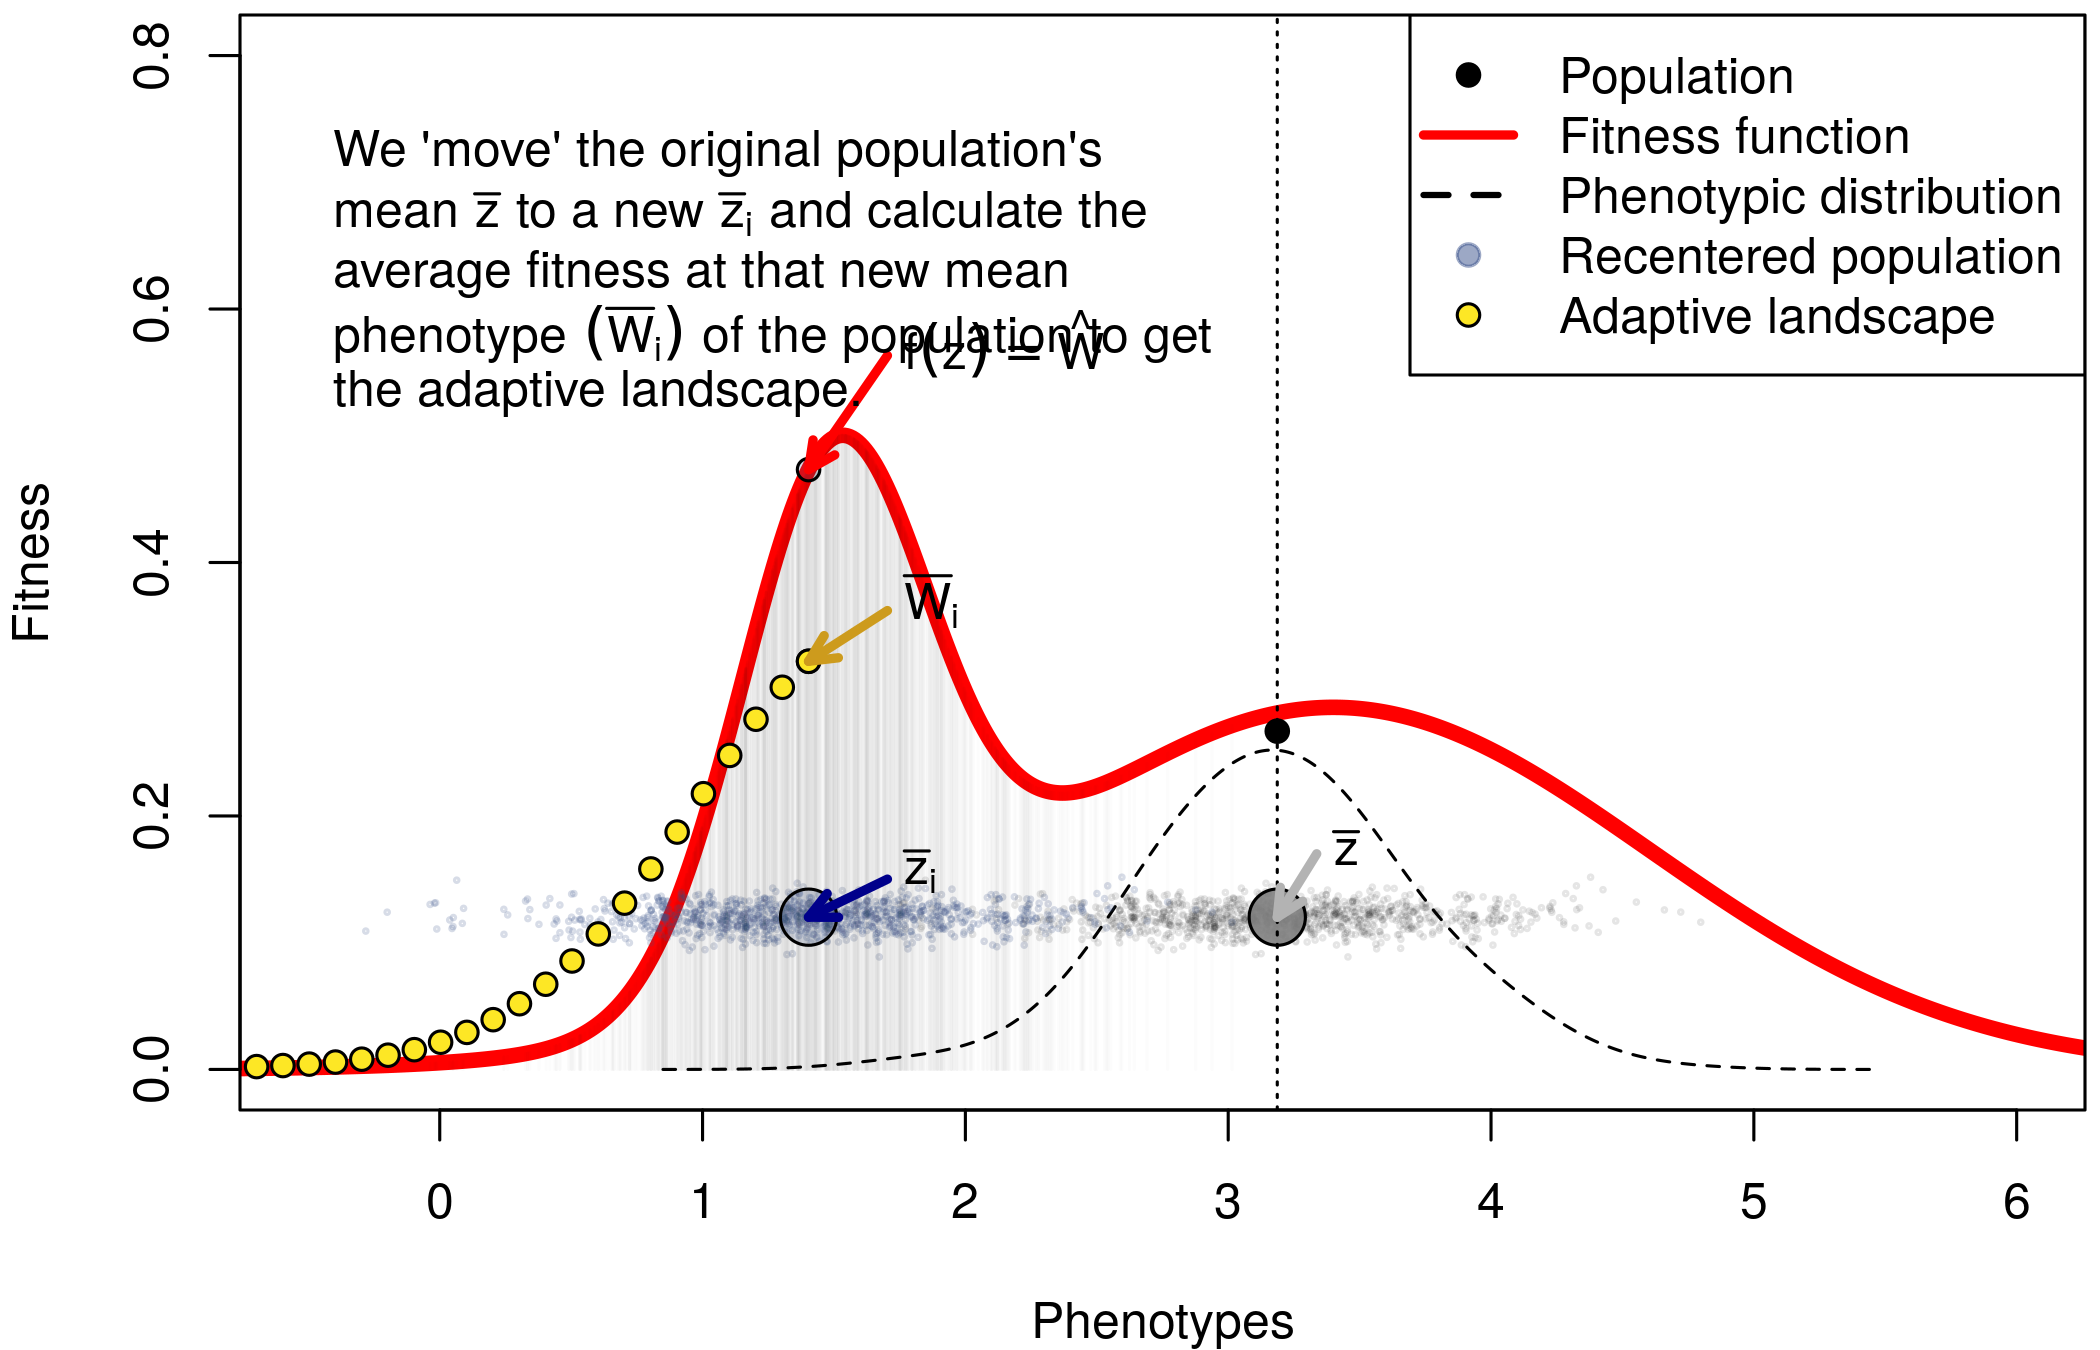 We 'move' the original population's
mean z̅ to a new z̅ᵢ and calculate the
average fitness at that new mean
phenotype (W̅ᵢ) of the population to get
the adaptive landscape.
f(z) = Ŵ
W̅ᵢ
z̅ᵢ
z̅
Population
Fitness function
Phenotypic distribution
Recentered population
Adaptive landscape
Fitness
0.8
0.6
0.4
0.2
0.0
0 1 2 3 4 5 6
Phenotypes